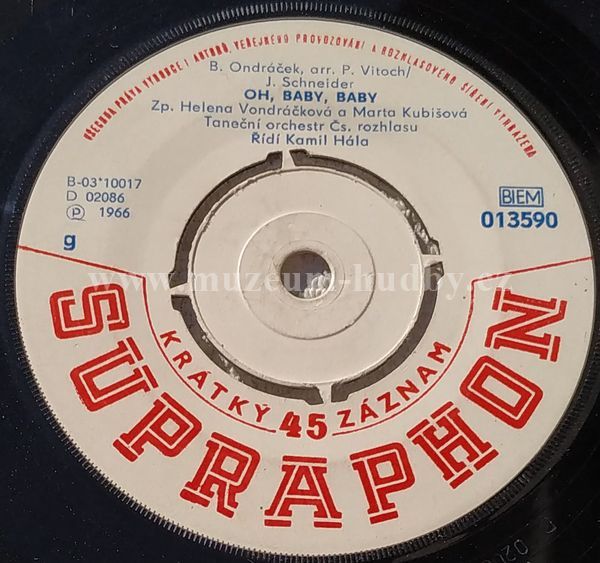 VŠECHNA PRÁVA VÝROBCE I AUTORŮ, VEŘEJNÉHO PROVOZOVÁNÍ A ROZHLASOVÉHO ŠÍŘENÍ VYHRAZENA
B. Ondráček, arr. P. Vitoch/
J. Schneider
OH, BABY, BABY
Zp. Helena Vondráčková a Marta Kubišová
Taneční orchestr Čs. rozhlasu
Řídí Kamil Hála
B-03*10017
D 02086
Ⓟ 1966
g
BIEM
013590
www.muzeum-hudby.cz
KRÁTKÝ 45 ZÁZNAM
SUPRAPHON